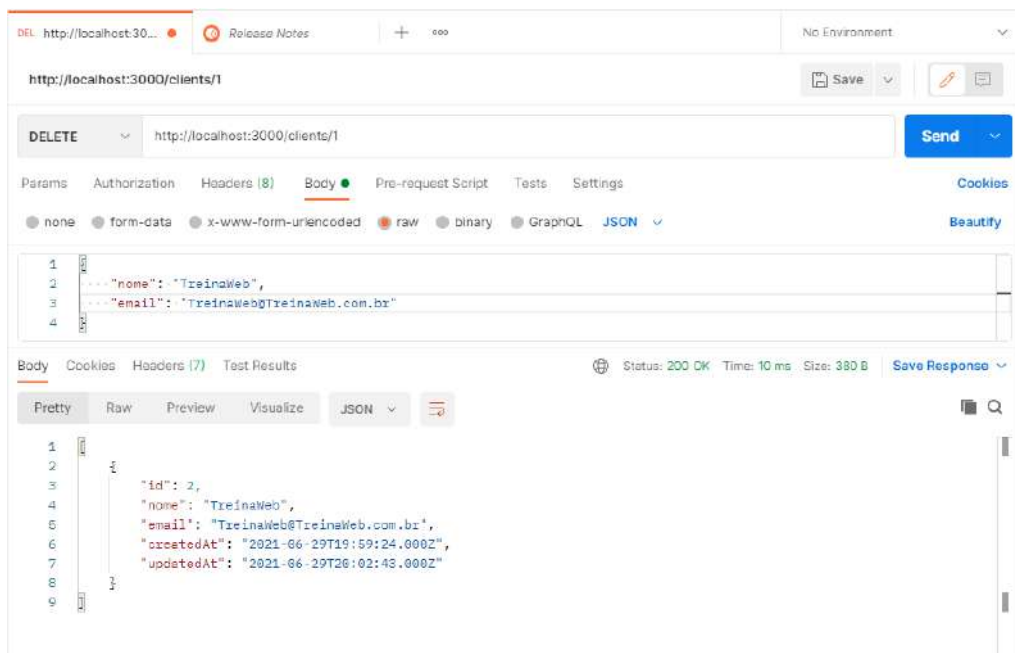 DEL http://localhost:30... Release Notes + ooo No Environment
http://localhost:3000/clients/1 Save
DELETE http://localhost:3000/clients/1 Send
Params Authorization Headers (8) Body Pre-request Script Tests Settings Cookies
none form-data x-www-form-urlencoded raw binary GraphQL JSON Beautify
1 {
2 "nome": "TreinaWeb",
3 "email": "TreinaWeb@TreinaWeb.com.br"
4 }
Body Cookies Headers (7) Test Results Status: 200 OK Time: 10 ms Size: 380 B Save Response
Pretty Raw Preview Visualize JSON
1 [
2 {
3 "id": 2,
4 "nome": "TreinaWeb",
5 "email": "TreinaWeb@TreinaWeb.com.br",
6 "createdAt": "2021-06-29T19:59:24.000Z",
7 "updatedAt": "2021-06-29T20:02:43.000Z"
8 }
9 ]